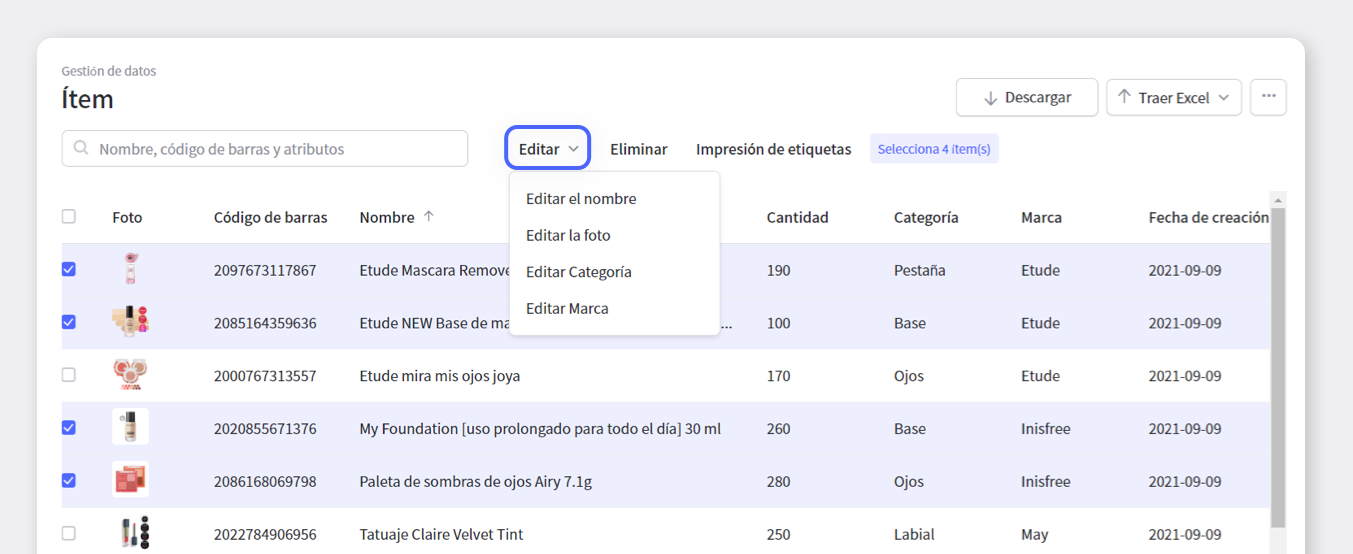 Gestión de datos
Ítem
Descargar
Traer Excel
Nombre, código de barras y atributos
Editar
Eliminar
Impresión de etiquetas
Selecciona 4 ítem(s)
Editar el nombre
Editar la foto
Editar Categoría
Editar Marca
Foto Código de barras Nombre Cantidad Categoría Marca Fecha de creación
2097673117867 Etude Mascara Remove 190 Pestaña Etude 2021-09-09
2085164359636 Etude NEW Base de ma ... 100 Base Etude 2021-09-09
2000767313557 Etude mira mis ojos joya 170 Ojos Etude 2021-09-09
2020855671376 My Foundation [uso prolongado para todo el día] 30 ml 260 Base Inisfree 2021-09-09
2086168069798 Paleta de sombras de ojos Airy 7.1g 280 Ojos Inisfree 2021-09-09
2022784906956 Tatuaje Claire Velvet Tint 250 Labial May 2021-09-09